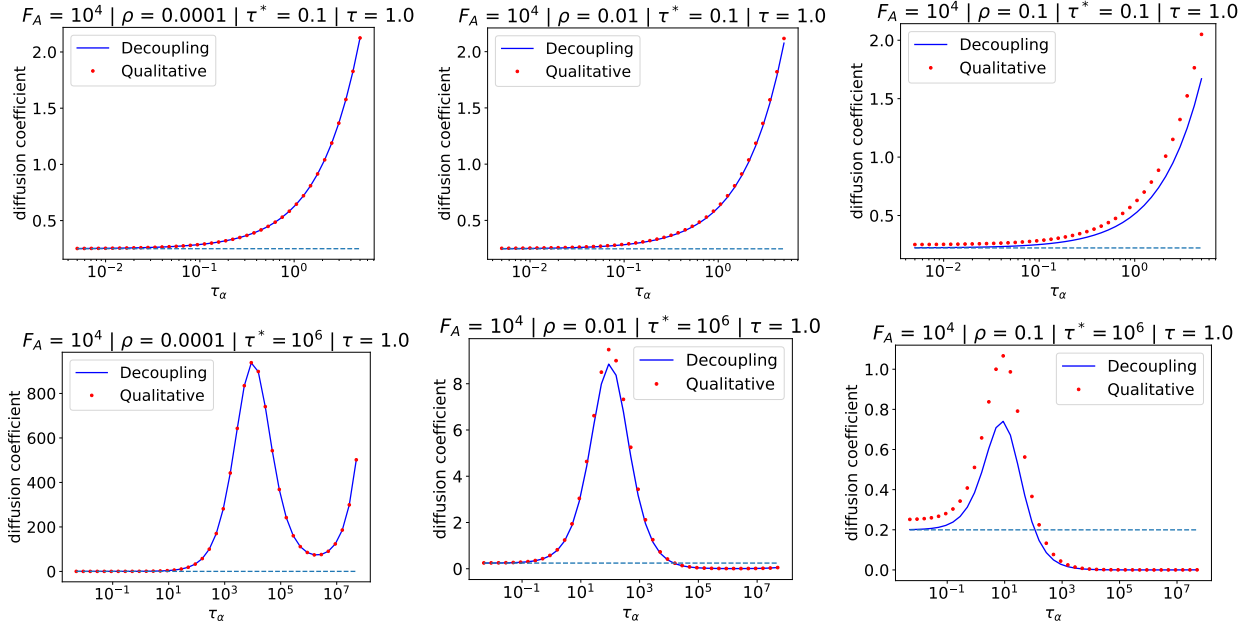 F_A = 10^4 | ρ = 0.0001 | τ* = 0.1 | τ = 1.0
Decoupling
Qualitative
diffusion coefficient
2.0
1.5
1.0
0.5
10^−2
10^−1
10^0
τ_α
F_A = 10^4 | ρ = 0.01 | τ* = 0.1 | τ = 1.0
Decoupling
Qualitative
diffusion coefficient
2.0
1.5
1.0
0.5
10^−2
10^−1
10^0
τ_α
F_A = 10^4 | ρ = 0.1 | τ* = 0.1 | τ = 1.0
Decoupling
Qualitative
diffusion coefficient
2.0
1.5
1.0
0.5
10^−2
10^−1
10^0
τ_α
F_A = 10^4 | ρ = 0.0001 | τ* = 10^6 | τ = 1.0
Decoupling
Qualitative
diffusion coefficient
800
600
400
200
0
10^−1
10^1
10^3
10^5
10^7
τ_α
F_A = 10^4 | ρ = 0.01 | τ* = 10^6 | τ = 1.0
Decoupling
Qualitative
diffusion coefficient
8
6
4
2
0
10^−1
10^1
10^3
10^5
10^7
τ_α
F_A = 10^4 | ρ = 0.1 | τ* = 10^6 | τ = 1.0
Decoupling
Qualitative
diffusion coefficient
1.0
0.8
0.6
0.4
0.2
0.0
10^−1
10^1
10^3
10^5
10^7
τ_α